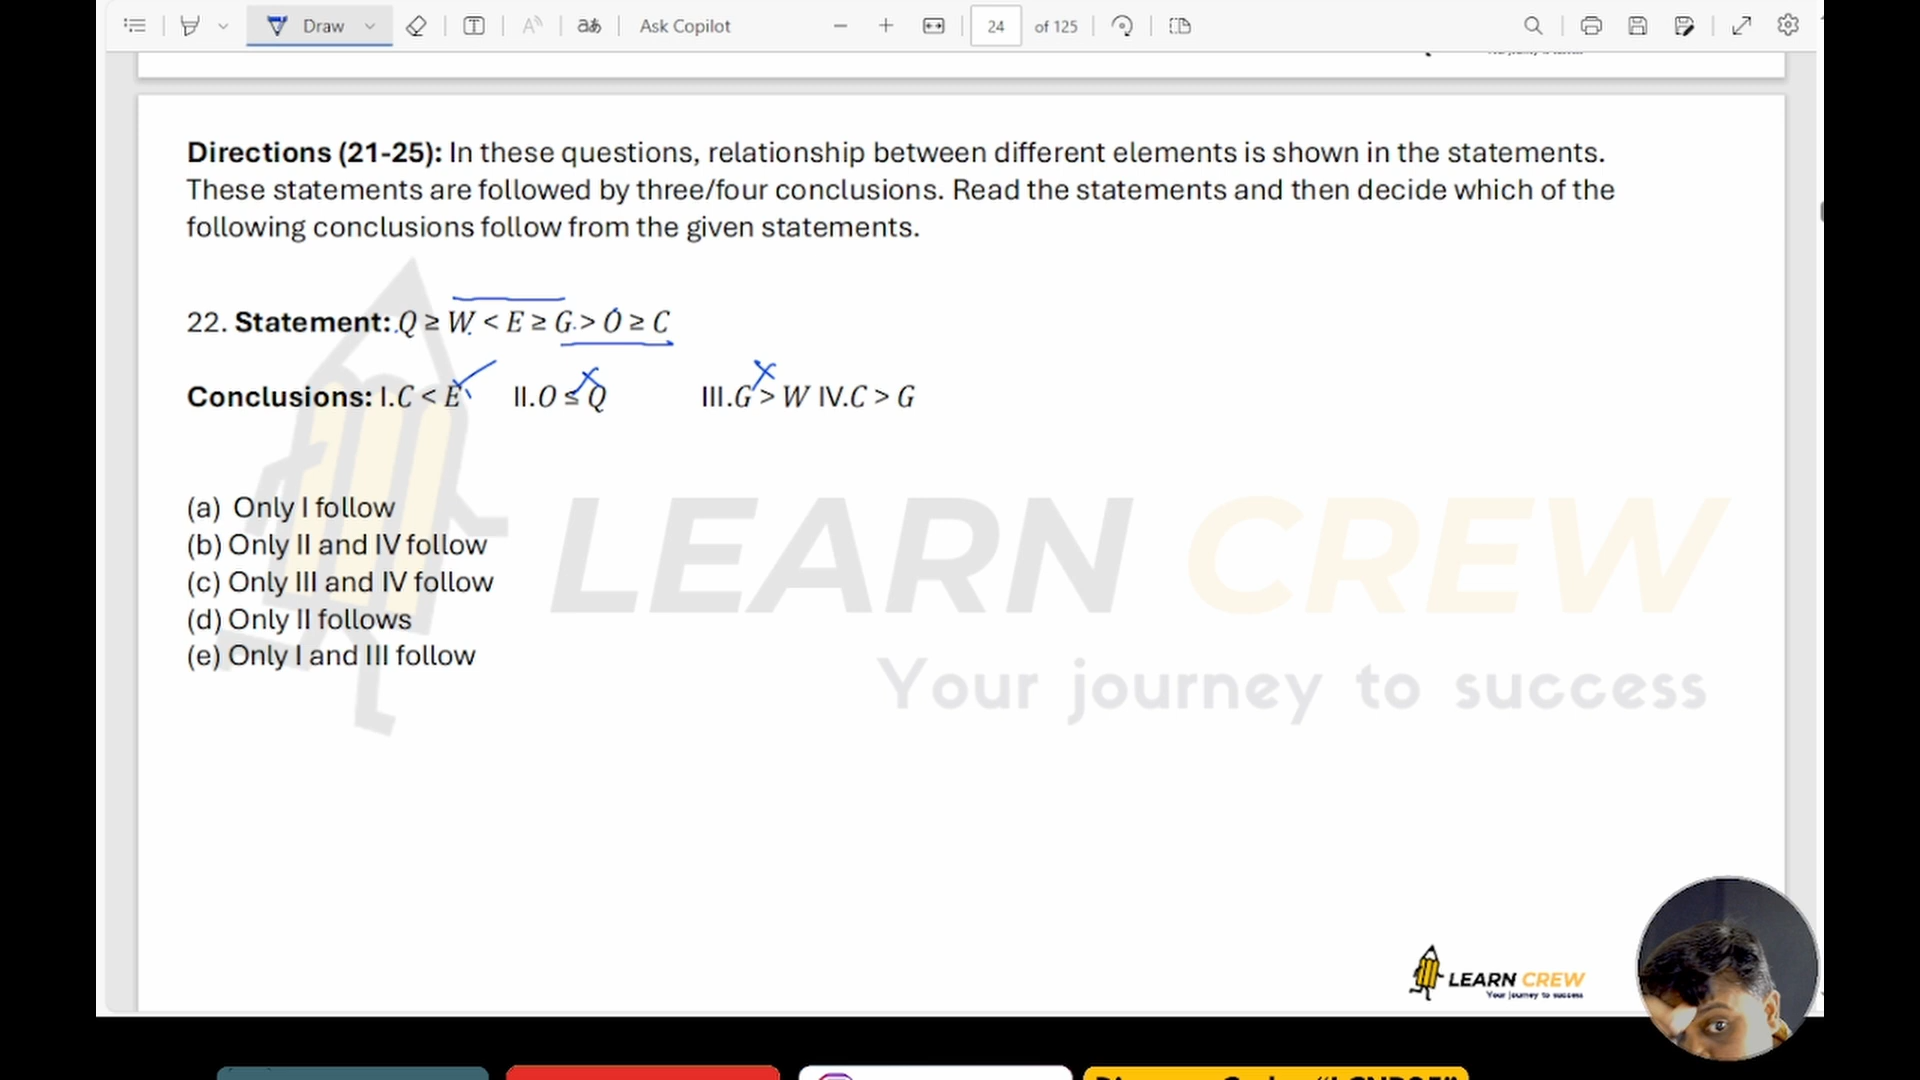 Draw
Ask Copilot
24 of 125
Directions (21-25): In these questions, relationship between different elements is shown in the statements.
These statements are followed by three/four conclusions. Read the statements and then decide which of the
following conclusions follow from the given statements.
22. Statement: Q ≥ W < E ≥ G > O ≥ C
Conclusions: I.C < E II.O ≤ Q III.G > W IV.C > G
(a) Only I follow
(b) Only II and IV follow
(c) Only III and IV follow
(d) Only II follows
(e) Only I and III follow
LEARN CREW
Your journey to success
LEARN CREW
Your journey to success